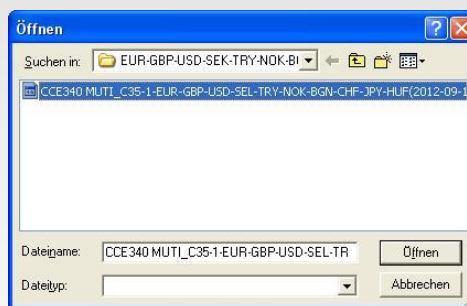 Öffnen
Suchen in: EUR-GBP-USD-SEK-TRY-NOK-B
CCE340 MUTI_C35-1-EUR-GBP-USD-SEL-TRY-NOK-BGN-CHF-JPY-HUF(2012-09-1
Dateiname: CCE340 MUTI_C35-1-EUR-GBP-USD-SEL-TR Öffnen
Dateityp: Abbrechen